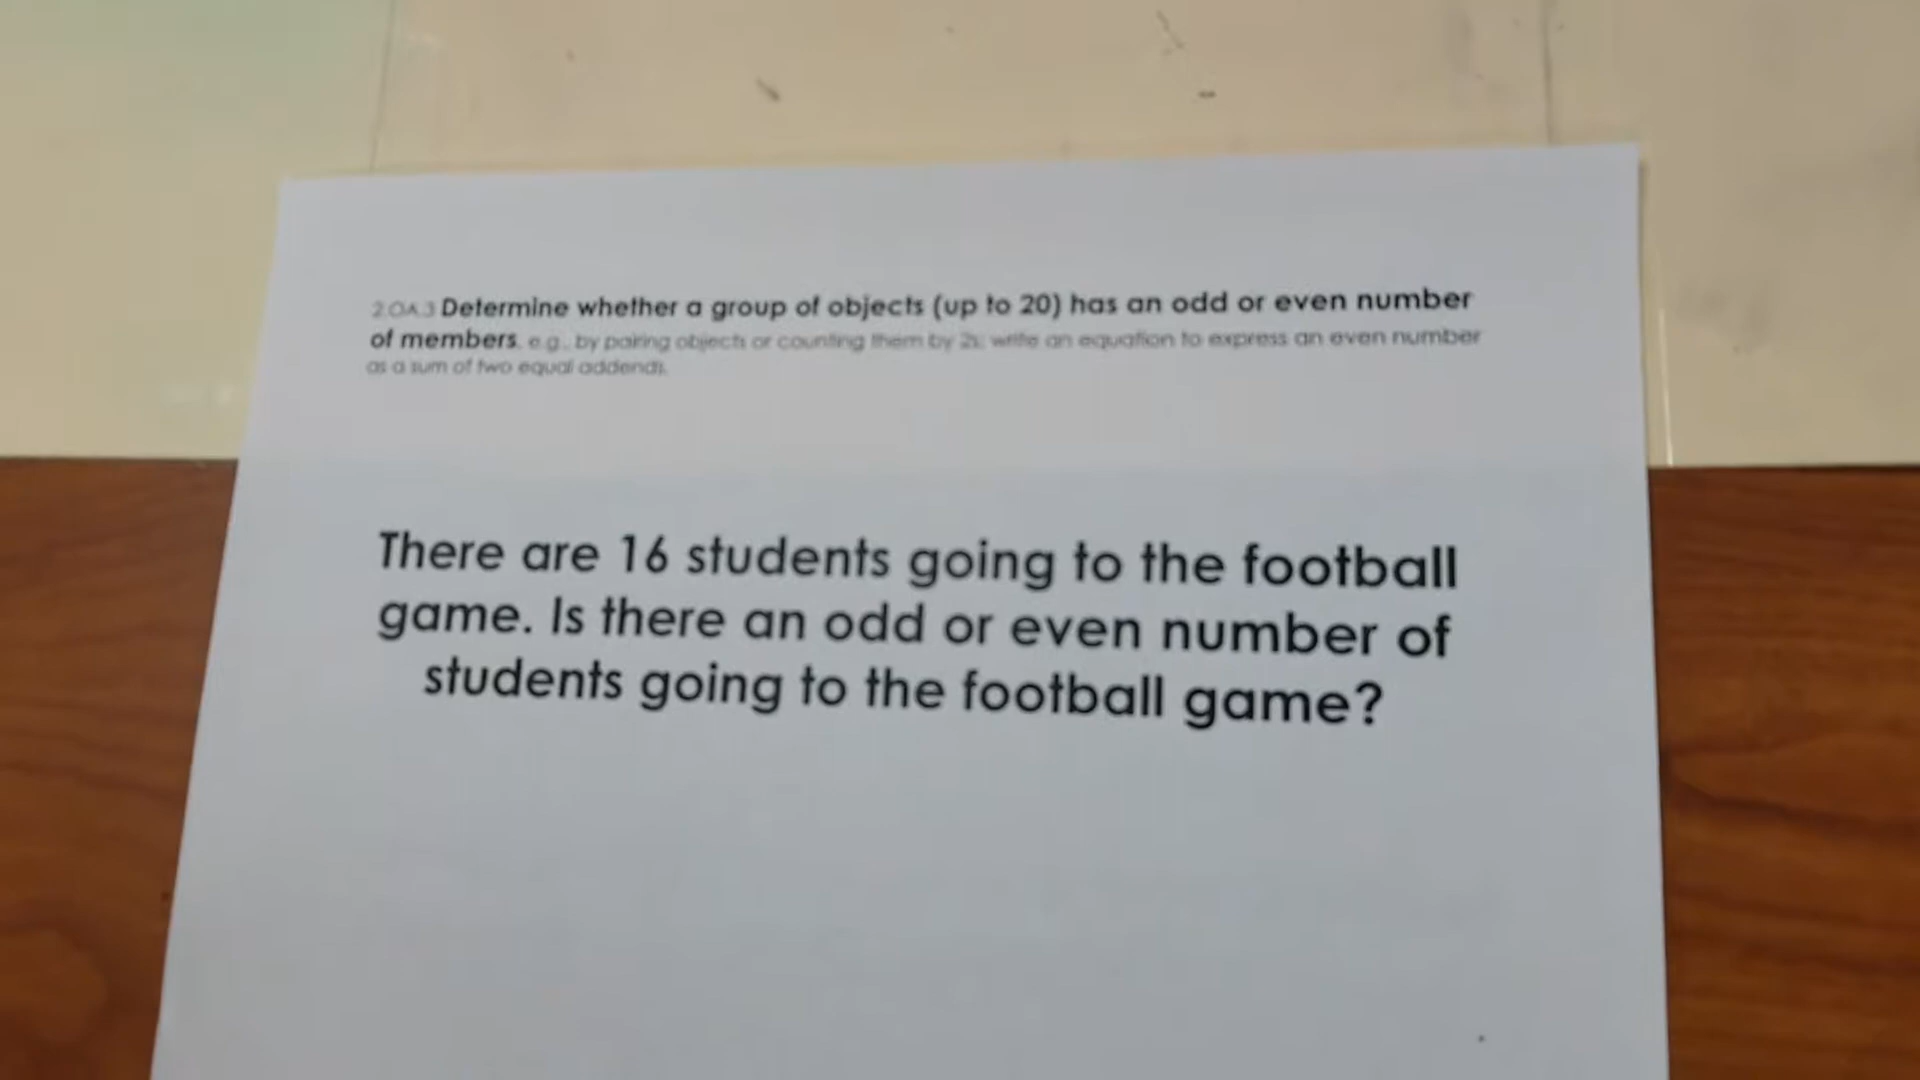 2.OA.3 Determine whether a group of objects (up to 20) has an odd or even number
of members, e.g., by pairing objects or counting them by 2s; write an equation to express an even number
as a sum of two equal addends.
There are 16 students going to the football
game. Is there an odd or even number of
students going to the football game?